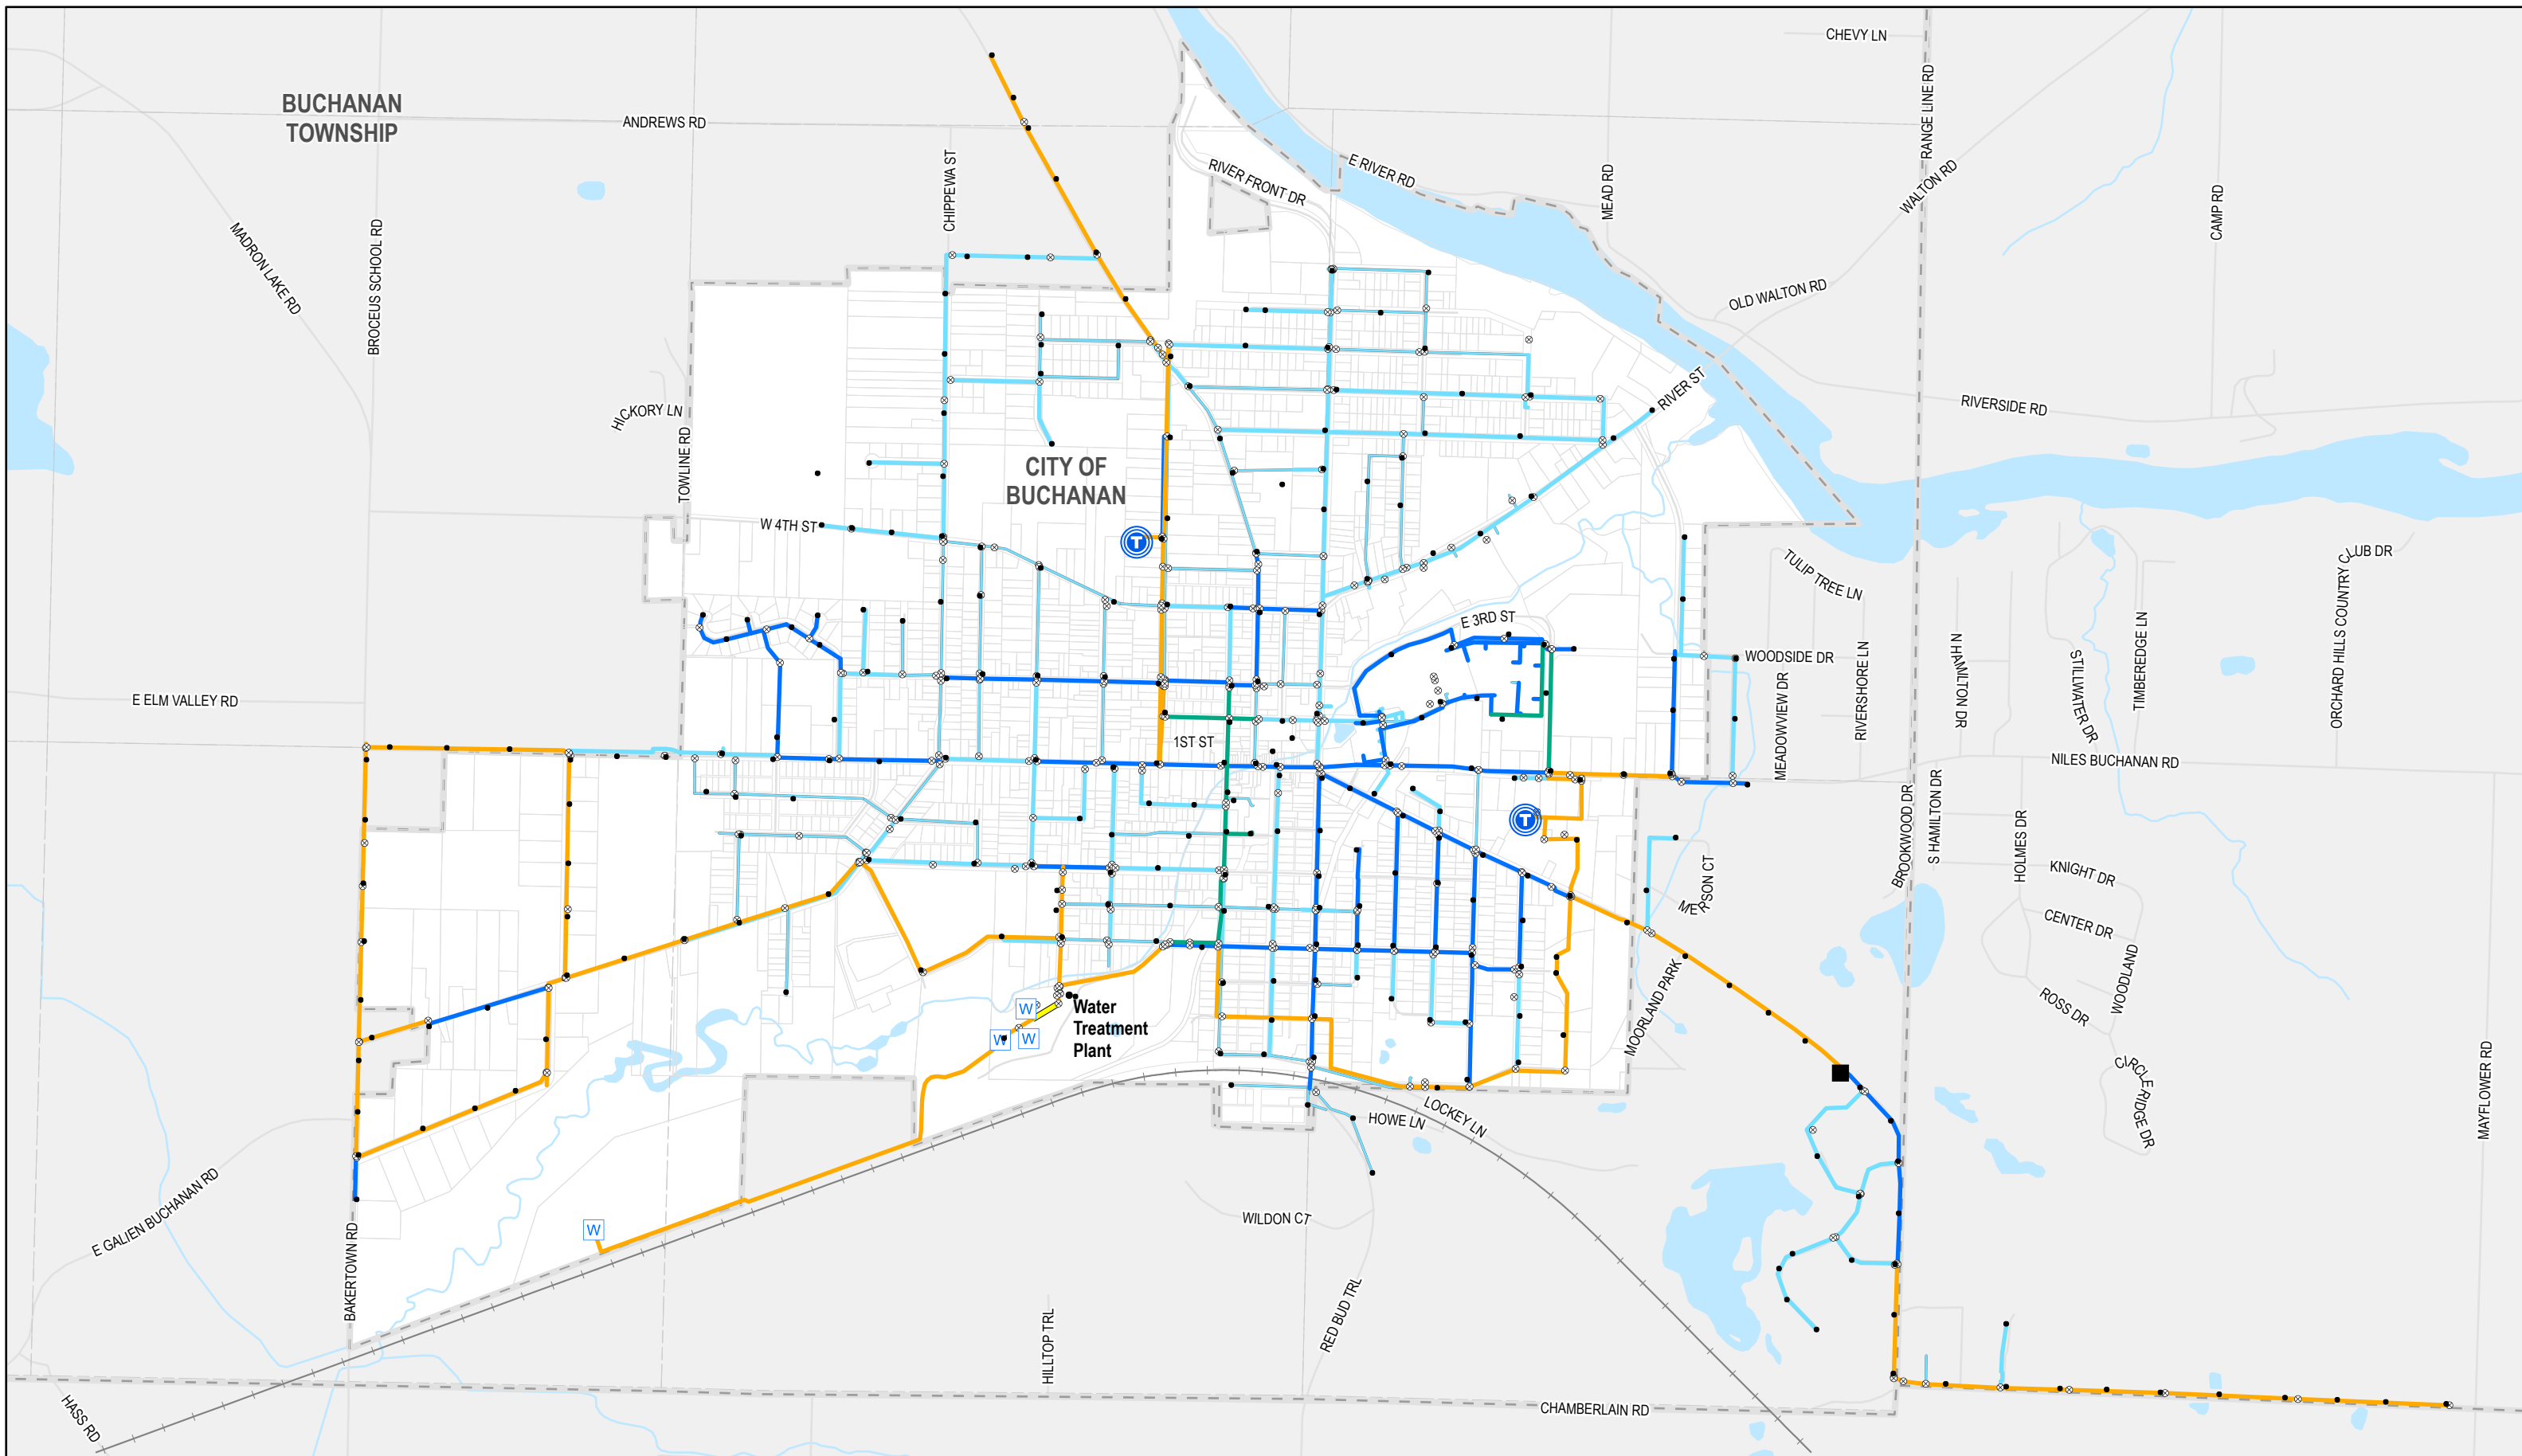 CHEVY LN
BUCHANAN
TOWNSHIP
ANDREWS RD
RANGE LINE RD
CHIPPEWA ST
RIVER FRONT DR
E RIVER RD
MEAD RD
WALTON RD
CAMP RD
MADRON LAKE RD
BROCEUS SCHOOL RD
OLD WALTON RD
HICKORY LN
RIVER ST
RIVERSIDE RD
TOWLINE RD
CITY OF
BUCHANAN
W 4TH ST
T
TULIP TREE LN
ORCHARD HILLS COUNTRY CLUB DR
E 3RD ST
WOODSIDE DR
RIVERSHORE LN
N HAMILTON DR
STILLWATER DR
TIMBEREDGE LN
E ELM VALLEY RD
MEADOWVIEW DR
1ST ST
NILES BUCHANAN RD
T
BROOKWOOD DR
S HAMILTON DR
HOLMES DR
KNIGHT DR
MERSON CT
CENTER DR
WOODLAND
ROSS DR
MOORLAND PARK
W
W
W
Water
Treatment
Plant
CIRCLE RIDGE DR
MAYFLOWER RD
LOCKEY LN
HOWE LN
E GALIEN BUCHANAN RD
W
WILDON CT
BAKERTOWN RD
HILLTOP TRL
RED BUD TRL
HASS RD
CHAMBERLAIN RD